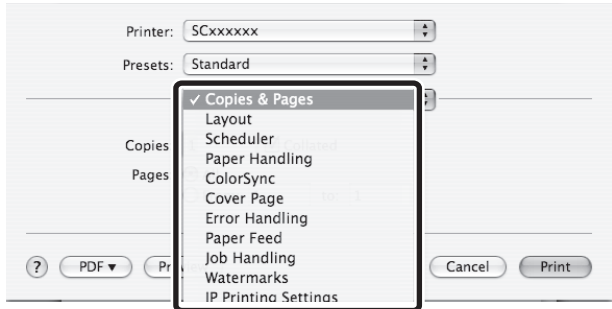 Printer: SCxxxxxx
Presets: Standard
✓ Copies & Pages
Layout
Scheduler
Copies
Paper Handling
Pages
ColorSync
Cover Page
Error Handling
Paper Feed
Job Handling
Watermarks
IP Printing Settings
? PDF ▼ Cancel Print